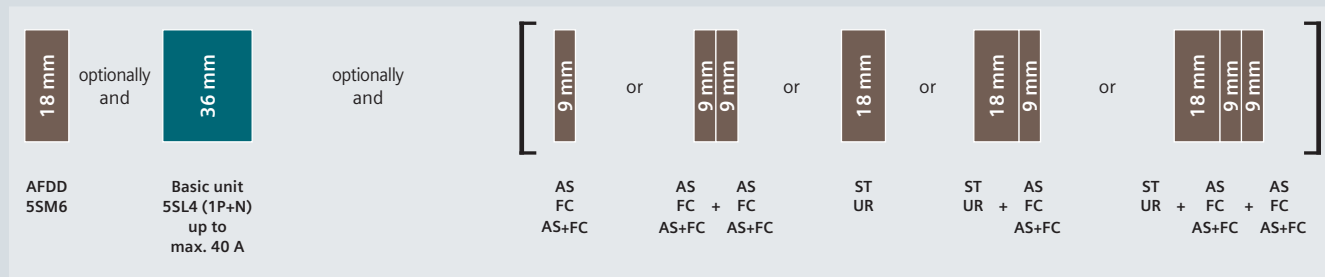 18 mm
optionally
and
36 mm
optionally
and
9 mm
or
9 mm
9 mm
or
18 mm
or
18 mm
9 mm
or
18 mm
9 mm
9 mm
AFDD
5SM6
Basic unit
5SL4 (1P+N)
up to
max. 40 A
AS
FC
AS+FC
AS AS
FC + FC
AS+FC AS+FC
ST
UR
ST AS
UR + FC
AS+FC
ST AS AS
UR + FC + FC
AS+FC AS+FC